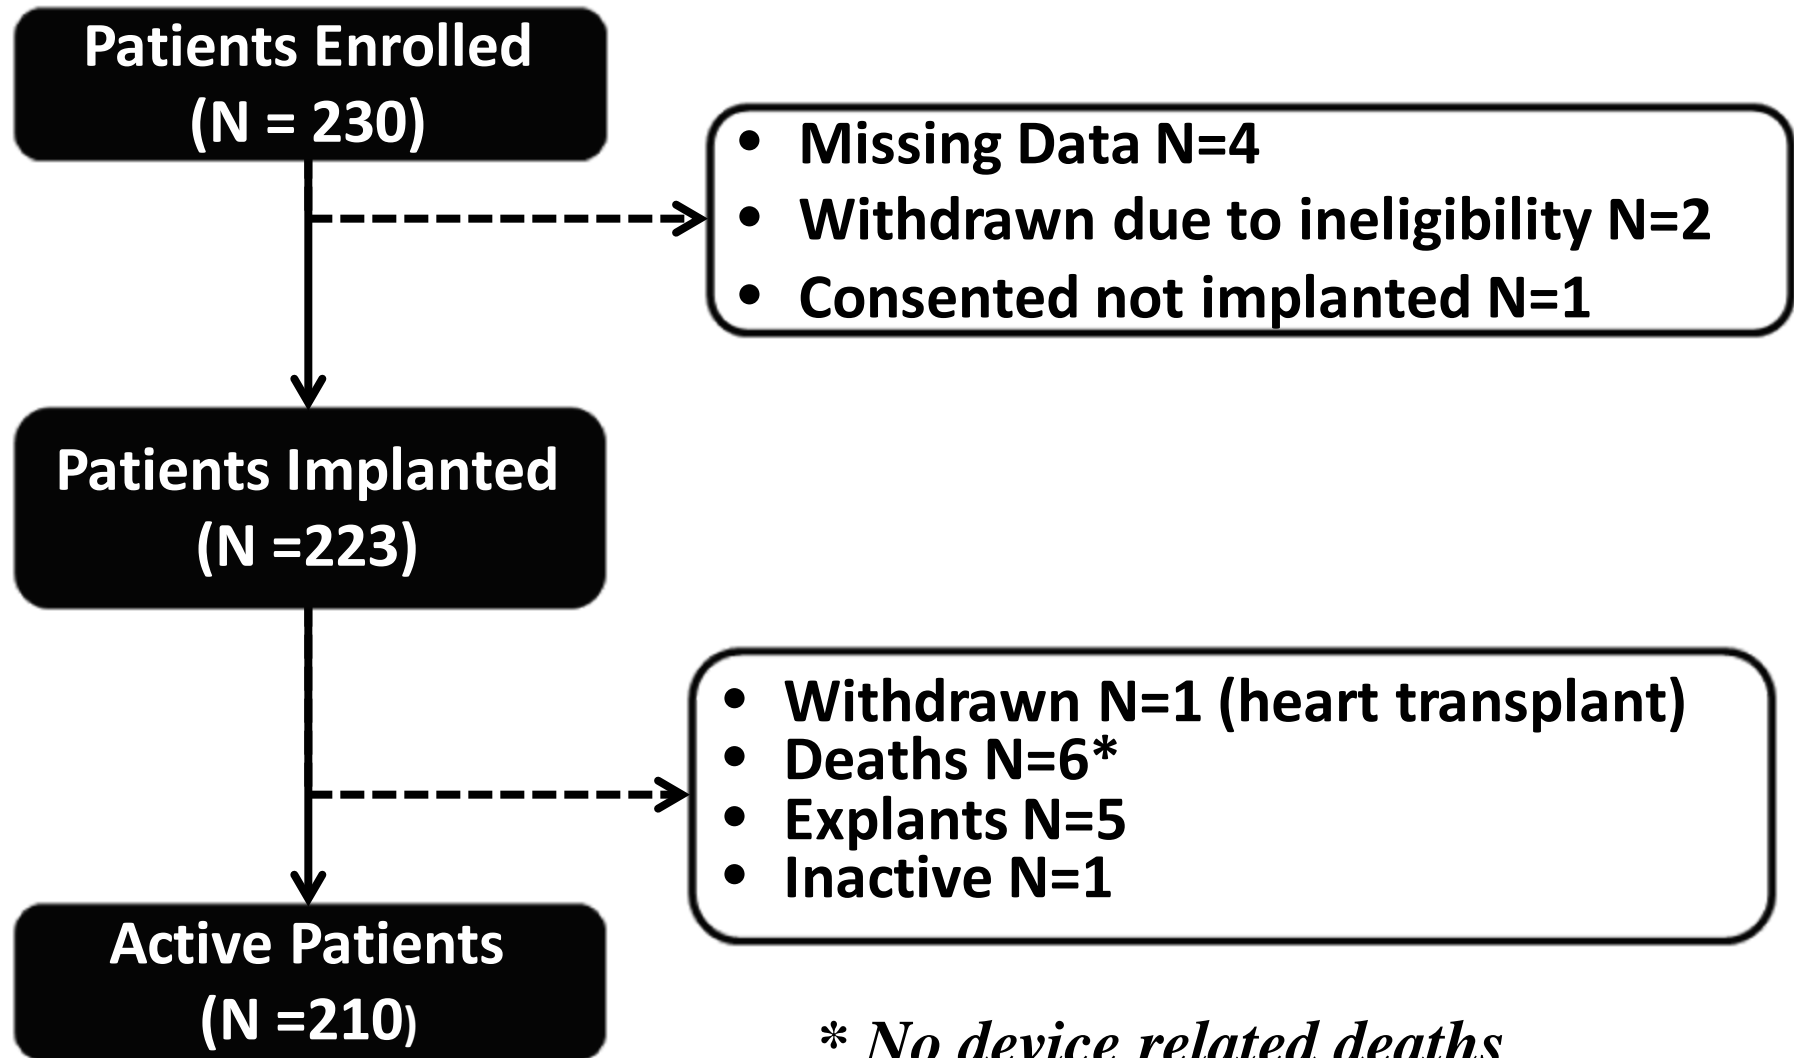 Patients Enrolled
(N = 230)
• Missing Data N=4
• Withdrawn due to ineligibility N=2
• Consented not implanted N=1
Patients Implanted
(N =223)
• Withdrawn N=1 (heart transplant)
• Deaths N=6*
• Explants N=5
• Inactive N=1
Active Patients
(N =210)
* No device related deaths